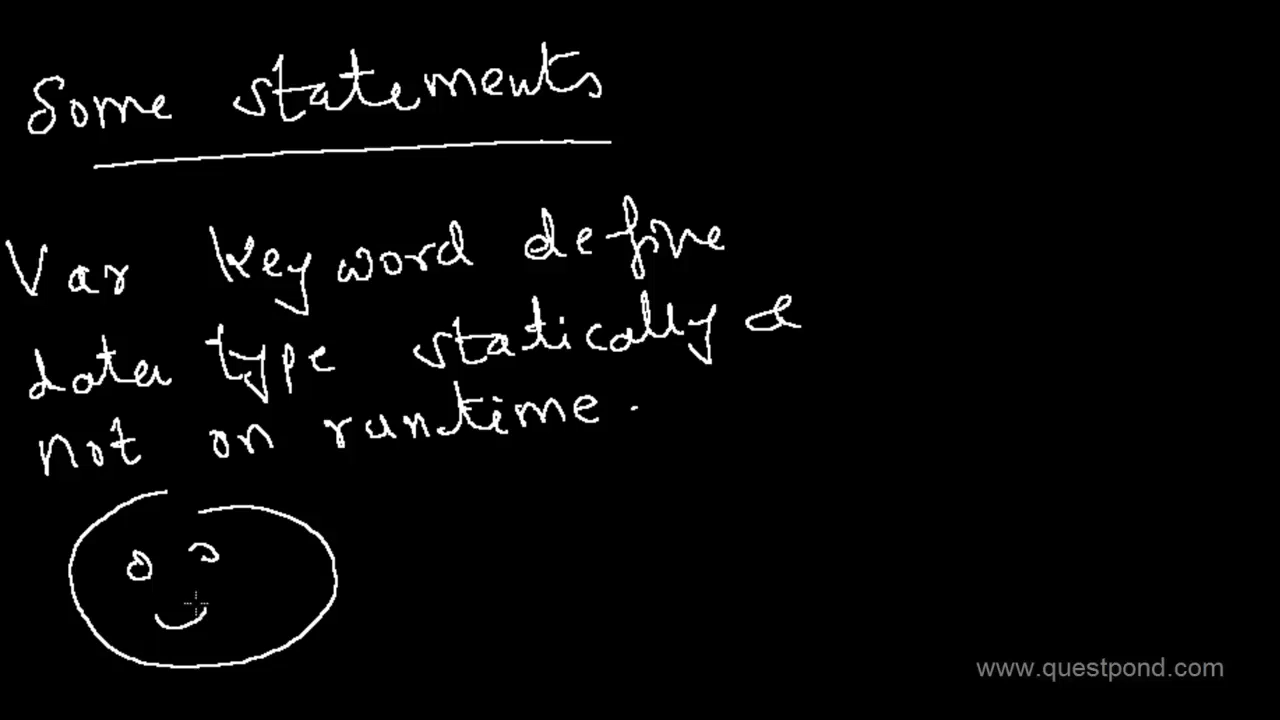 Some statements
Var keyword define
data type statically &
not on runtime.
www.questpond.com